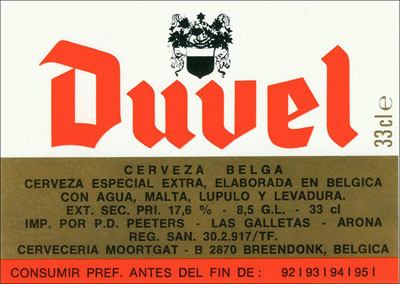 Duvel
33cl e
CERVEZA BELGA
CERVEZA ESPECIAL EXTRA, ELABORADA EN BELGICA
CON AGUA, MALTA, LUPULO Y LEVADURA.
EXT. SEC. PRI. 17,6 % - 8,5 G.L. - 33 cl
IMP. POR P.D. PEETERS - LAS GALLETAS - ARONA
REG. SAN. 30.2.917/TF.
CERVECERIA MOORTGAT - B 2870 BREENDONK, BELGICA
CONSUMIR PREF. ANTES DEL FIN DE: 92|93|94|95|